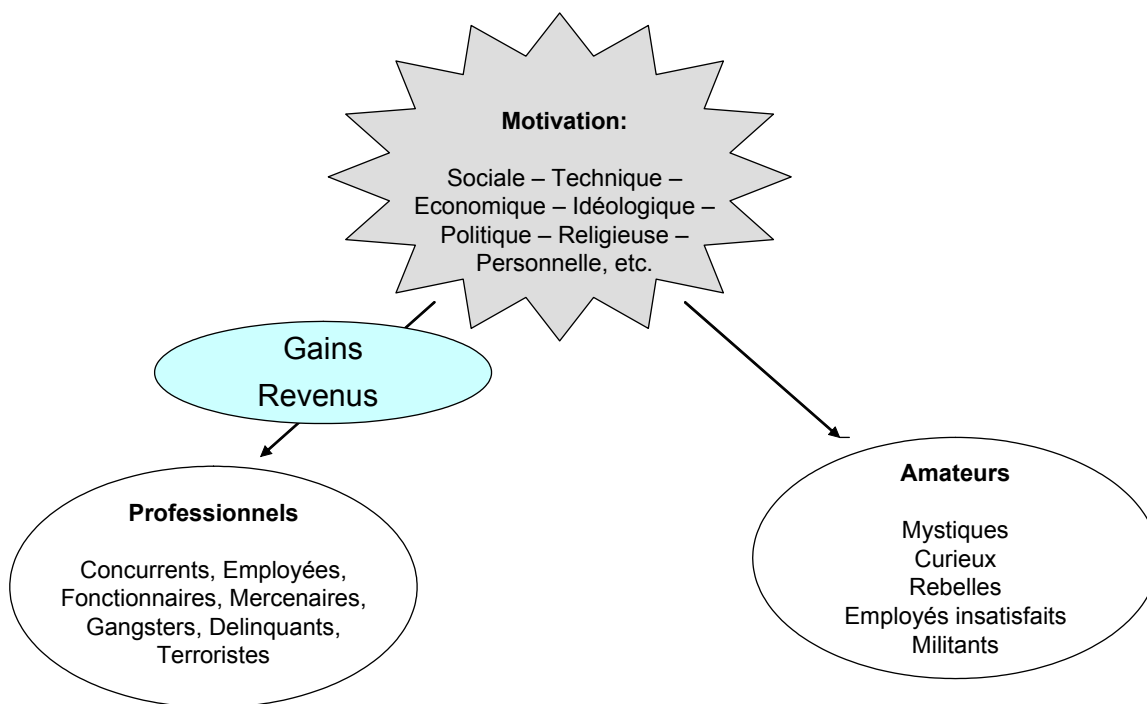 Motivation:
Sociale – Technique –
Economique – Idéologique –
Politique – Religieuse –
Personnelle, etc.
Gains
Revenus
Professionnels
Concurrents, Employées,
Fonctionnaires, Mercenaires,
Gangsters, Delinquants,
Terroristes
Amateurs
Mystiques
Curieux
Rebelles
Employés insatisfaits
Militants